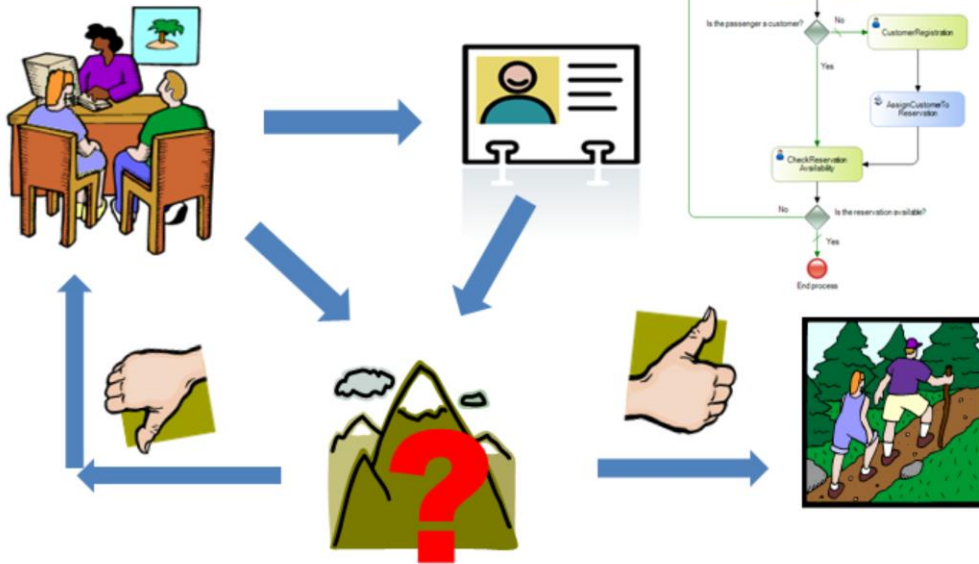 Is the passenger a customer?
No
CustomerRegistration
Yes
AssignCustomerTo
Reservation
CheckReservation
Availability
No
Is the reservation available?
Yes
End process
?